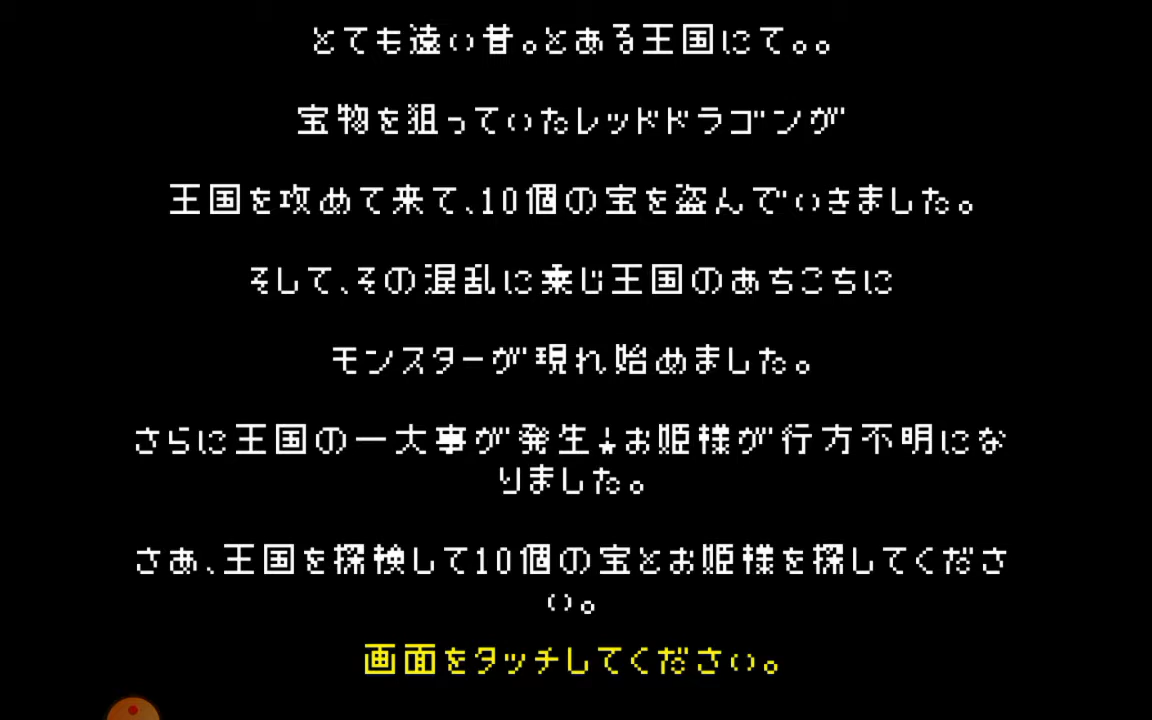 とても遠い昔。とある王国にて。。
宝物を狙っていたレッドドラゴンが
王国を攻めて来て、10個の宝を盗んでいきました。
そして、その混乱に乗じ王国のあちこちに
モンスターが現れ始めました。
さらに王国の一大事が発生!お姫様が行方不明にな
りました。
さあ、王国を探検して10個の宝とお姫様を探してくださ
い。
画面をタッチしてください。